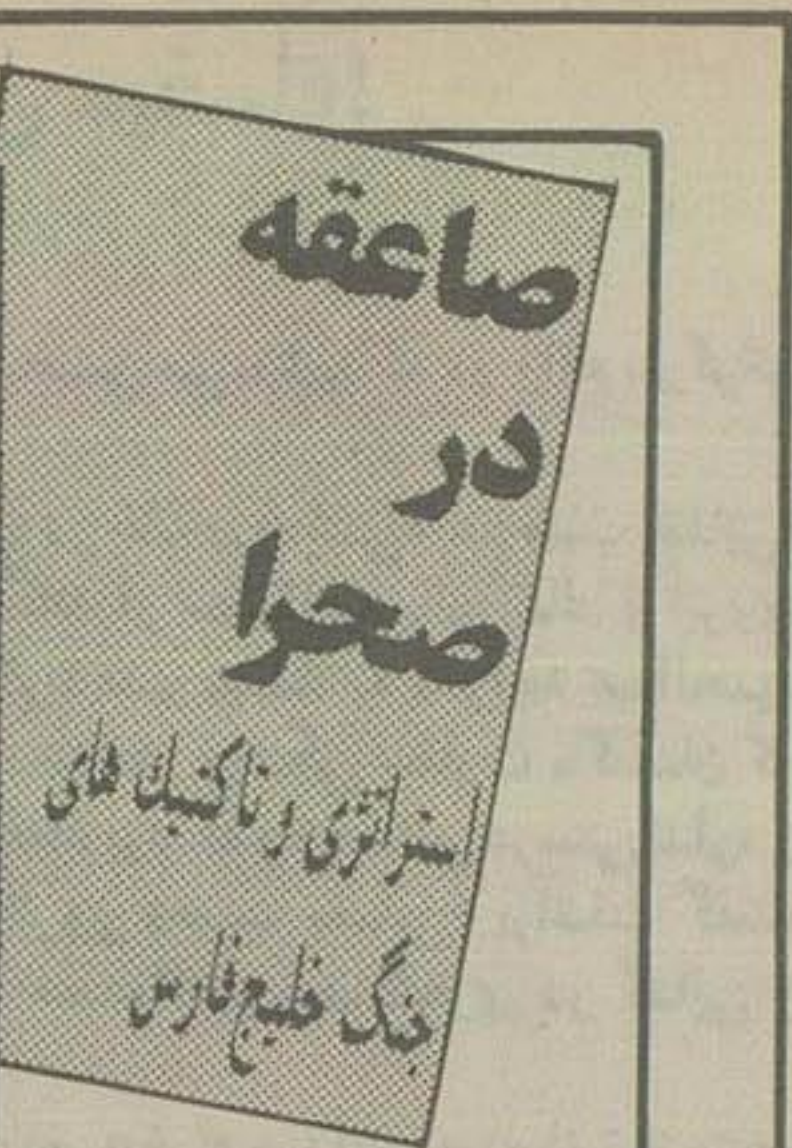 صاعقه
در
صحرا
استراتژی و تاکتیک های
جنگ خلیج فارس